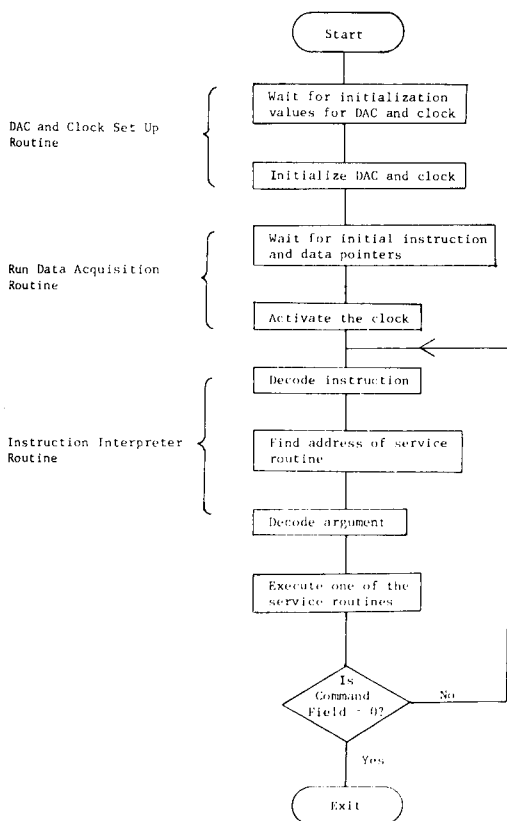 Start
Wait for initialization
values for DAC and clock
DAC and Clock Set Up
Routine
Initialize DAC and clock
Wait for initial instruction
and data pointers
Run Data Acquisition
Routine
Activate the clock
Decode instruction
Instruction Interpreter
Routine
Find address of service
routine
Decode argument
Execute one of the
service routines
Is
Command
Field = 0?
No
Yes
Exit